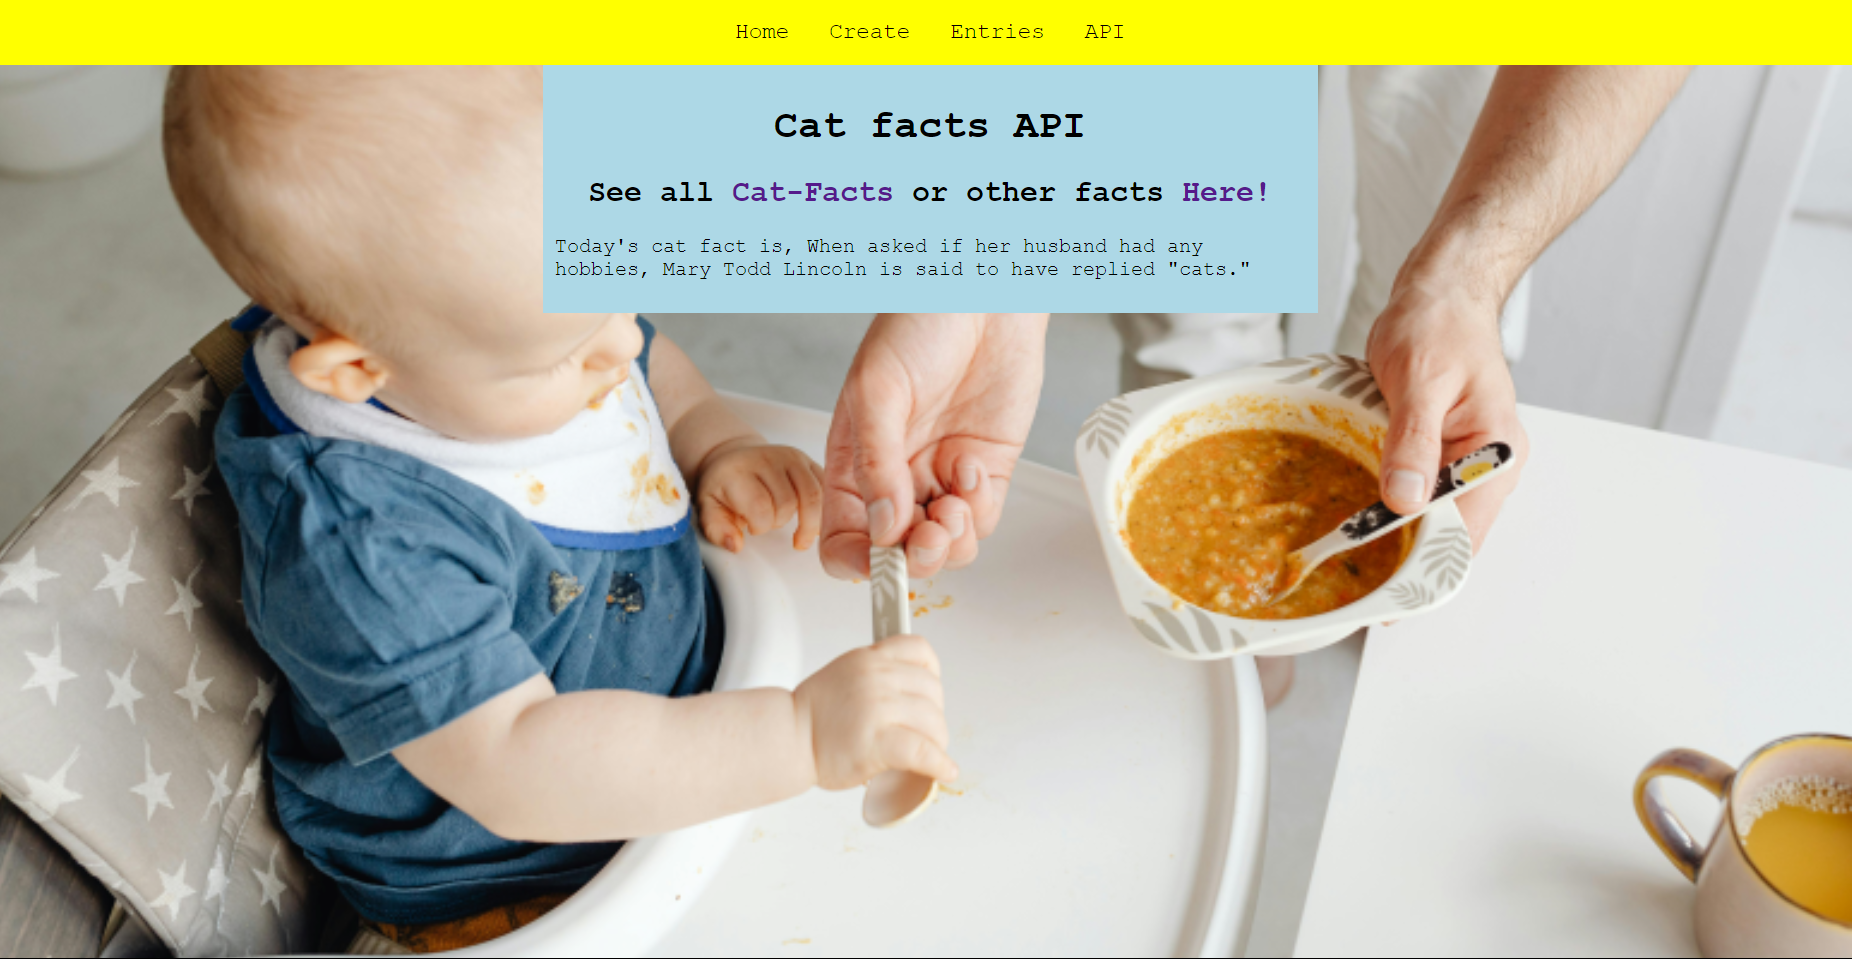 Home Create Entries API
Cat facts API
See all Cat-Facts or other facts Here!
Today's cat fact is, When asked if her husband had any
hobbies, Mary Todd Lincoln is said to have replied "cats."